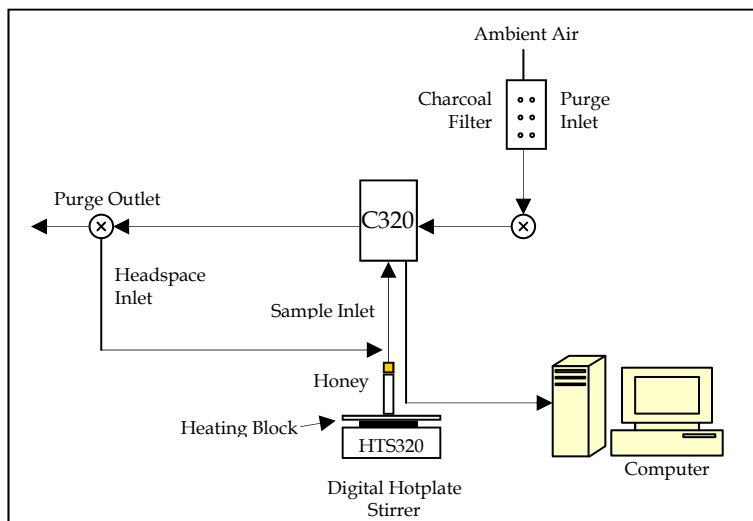 Ambient Air
Charcoal
Filter
Purge
Inlet
Purge Outlet
C320
Headspace
Inlet
Sample Inlet
Honey
Heating Block
HTS320
Computer
Digital Hotplate
Stirrer